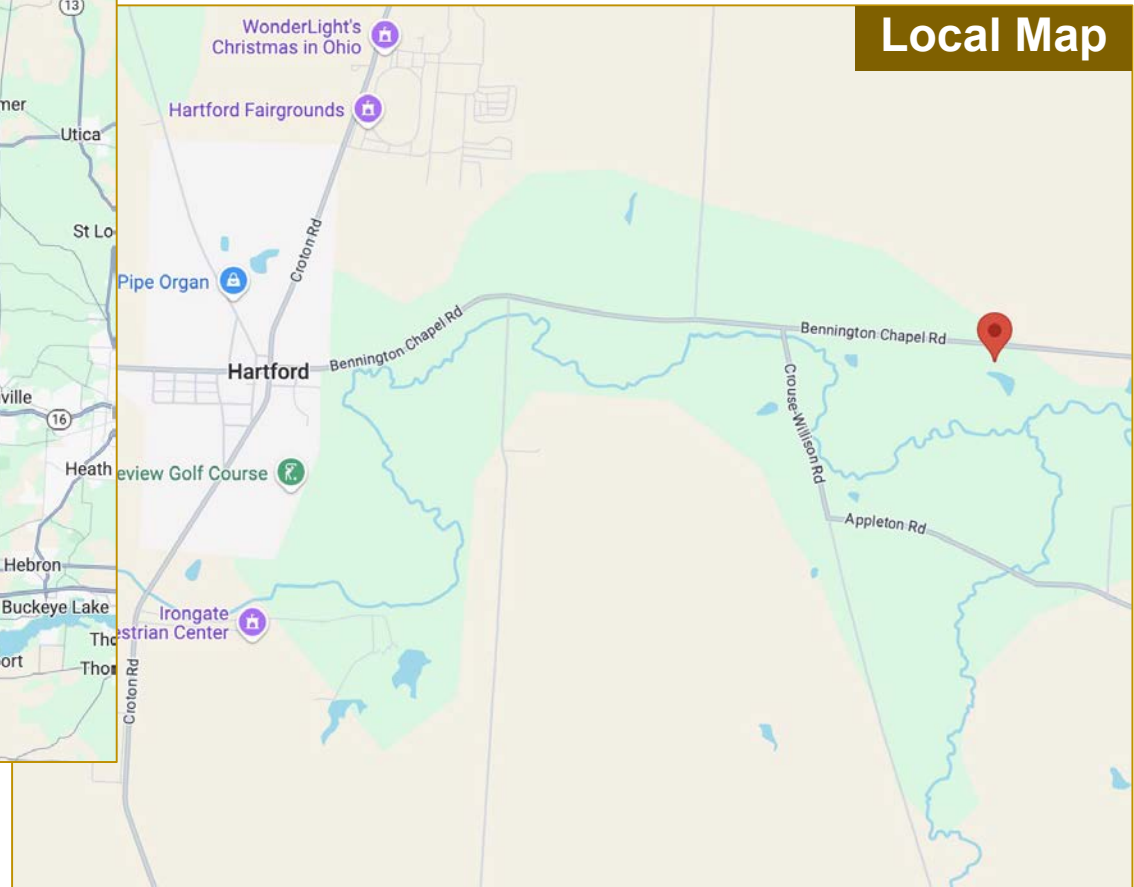 Local Map
13
mer
Utica
St Lo
ville
16
Heath
Hebron
Buckeye Lake
Tho
port
Thor
WonderLight's
Christmas in Ohio
Hartford Fairgrounds
Croton Rd
Pipe Organ
Bennington Chapel Rd
Hartford
Bennington Chapel Rd
Crouse-Willison Rd
eview Golf Course
Appleton Rd
Irongate
estrian Center
Croton Rd